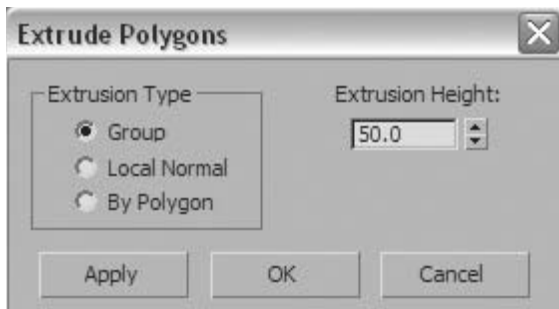 Extrude Polygons
Extrusion Type
Group
Local Normal
By Polygon
Extrusion Height:
50.0
Apply OK Cancel